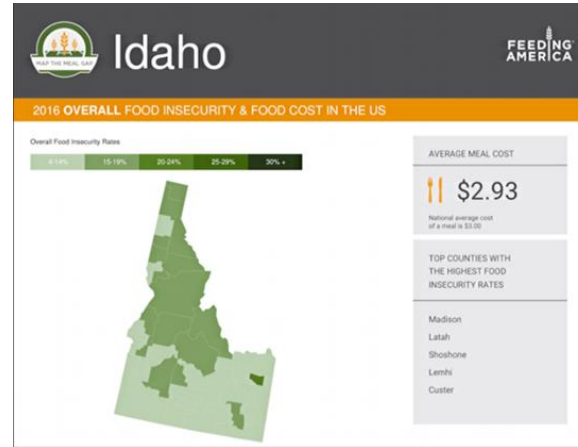 MAP THE MEAL GAP
Idaho
FEEDING
AMERICA
2016 OVERALL FOOD INSECURITY & FOOD COST IN THE US
Overall Food Insecurity Rates
4-14%
15-19%
20-24%
25-29%
30% +
AVERAGE MEAL COST
$2.93
National average cost
of a meal is $3.00
TOP COUNTIES WITH
THE HIGHEST FOOD
INSECURITY RATES
Madison
Latah
Shoshone
Lemhi
Custer